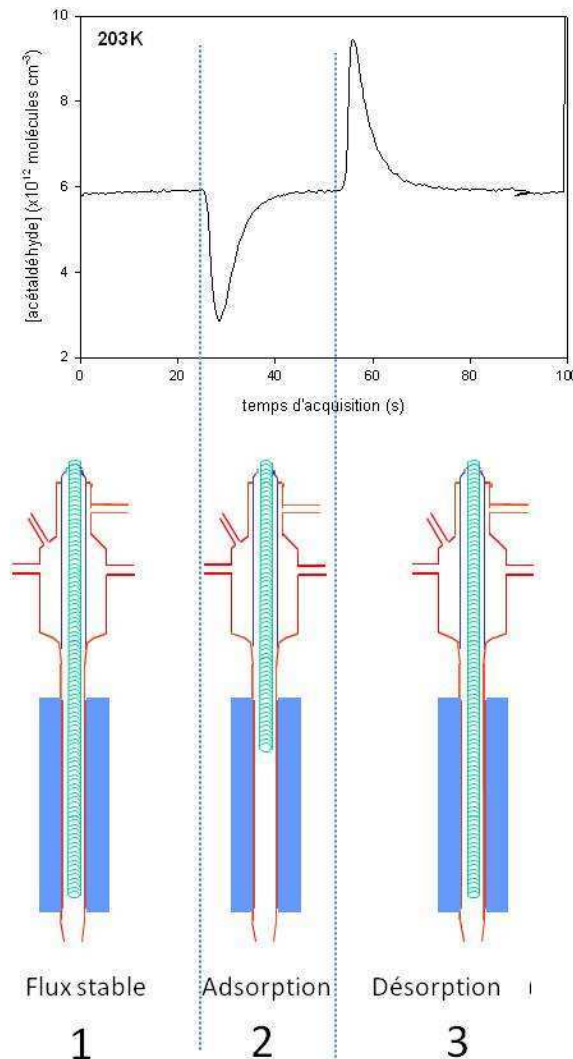 203K
[acétaldéhyde] (x10¹² molécules cm⁻³)
10
8
6
4
2
0 20 40 60 80 100
temps d'acquisition (s)
Flux stable Adsorption Désorption
1 2 3